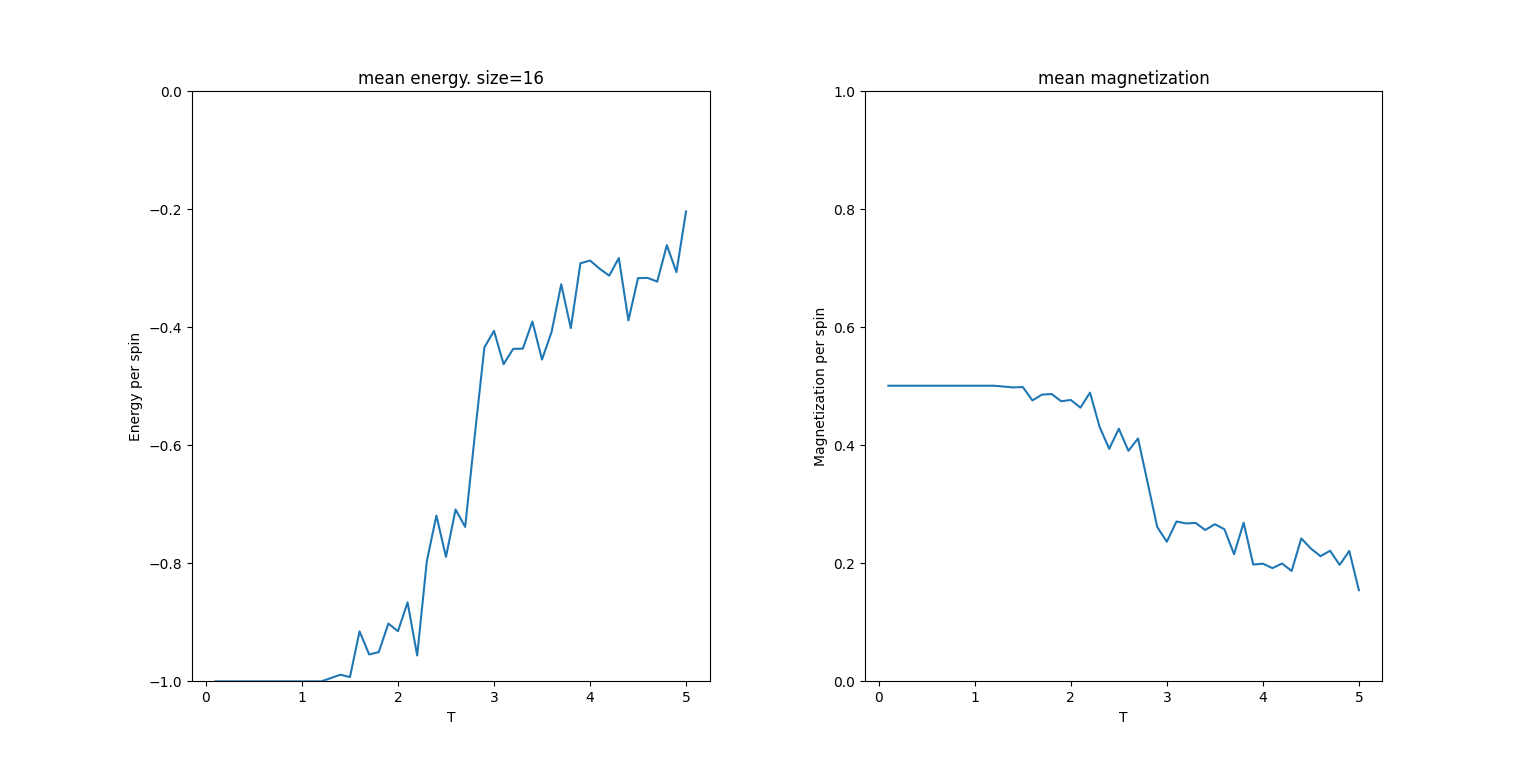 mean energy. size=16
0.0
−0.2
−0.4
−0.6
−0.8
−1.0
Energy per spin
0 1 2 3 4 5
T
mean magnetization
1.0
0.8
0.6
0.4
0.2
0.0
Magnetization per spin
0 1 2 3 4 5
T